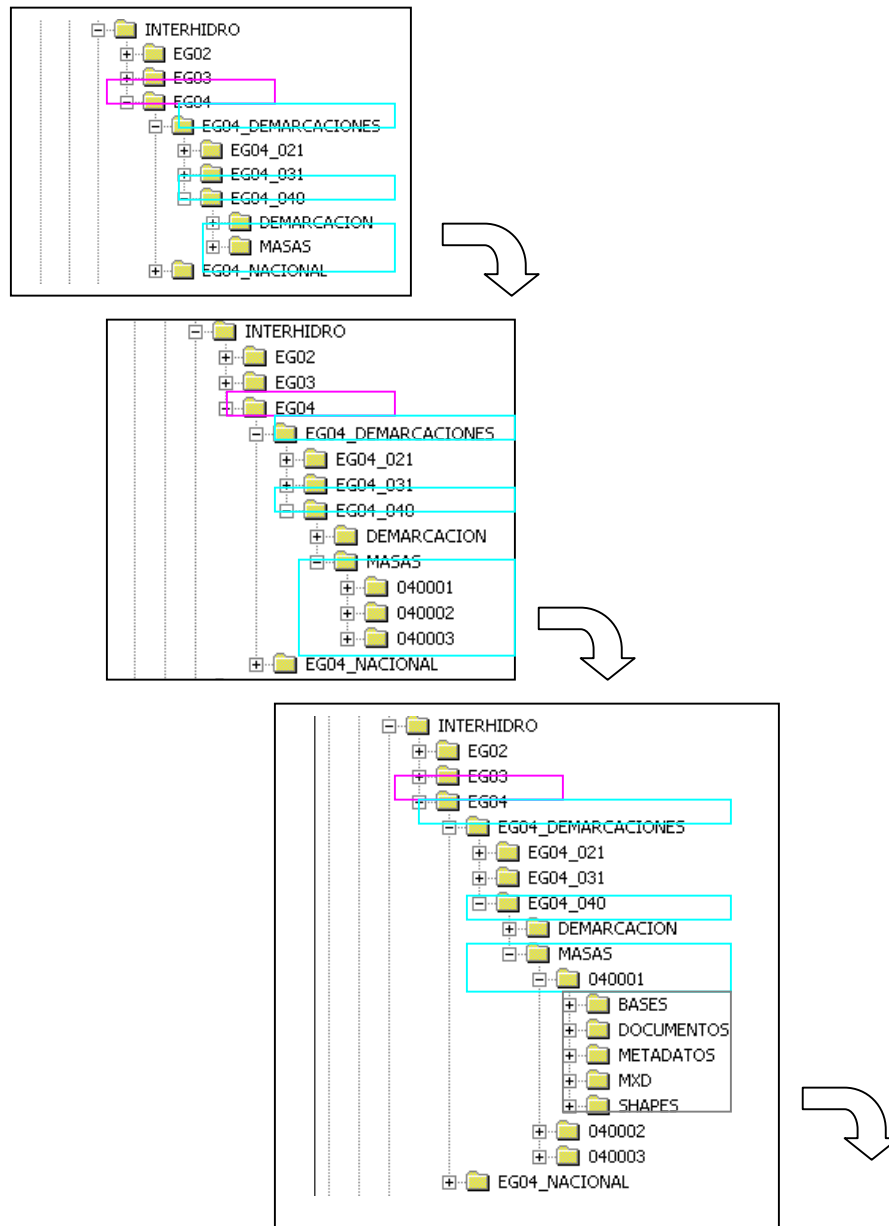 INTERHIDRO
EG02
EG03
EG04
EG04_DEMARCACIONES
EG04_021
EG04_031
EG04_040
DEMARCACION
MASAS
EG04_NACIONAL
INTERHIDRO
EG02
EG03
EG04
EG04_DEMARCACIONES
EG04_021
EG04_031
EG04_040
DEMARCACION
MASAS
040001
040002
040003
EG04_NACIONAL
INTERHIDRO
EG02
EG03
EG04
EG04_DEMARCACIONES
EG04_021
EG04_031
EG04_040
DEMARCACION
MASAS
040001
BASES
DOCUMENTOS
METADATOS
MXD
SHAPES
040002
040003
EG04_NACIONAL